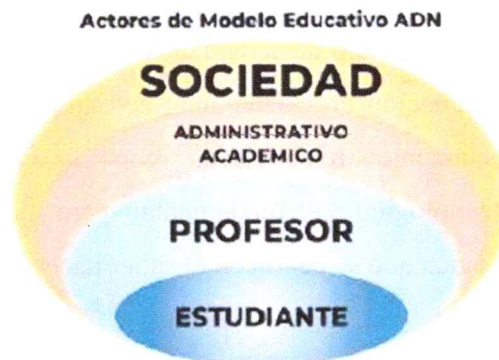 Actores de Modelo Educativo ADN
SOCIEDAD
ADMINISTRATIVO
ACADEMICO
PROFESOR
ESTUDIANTE